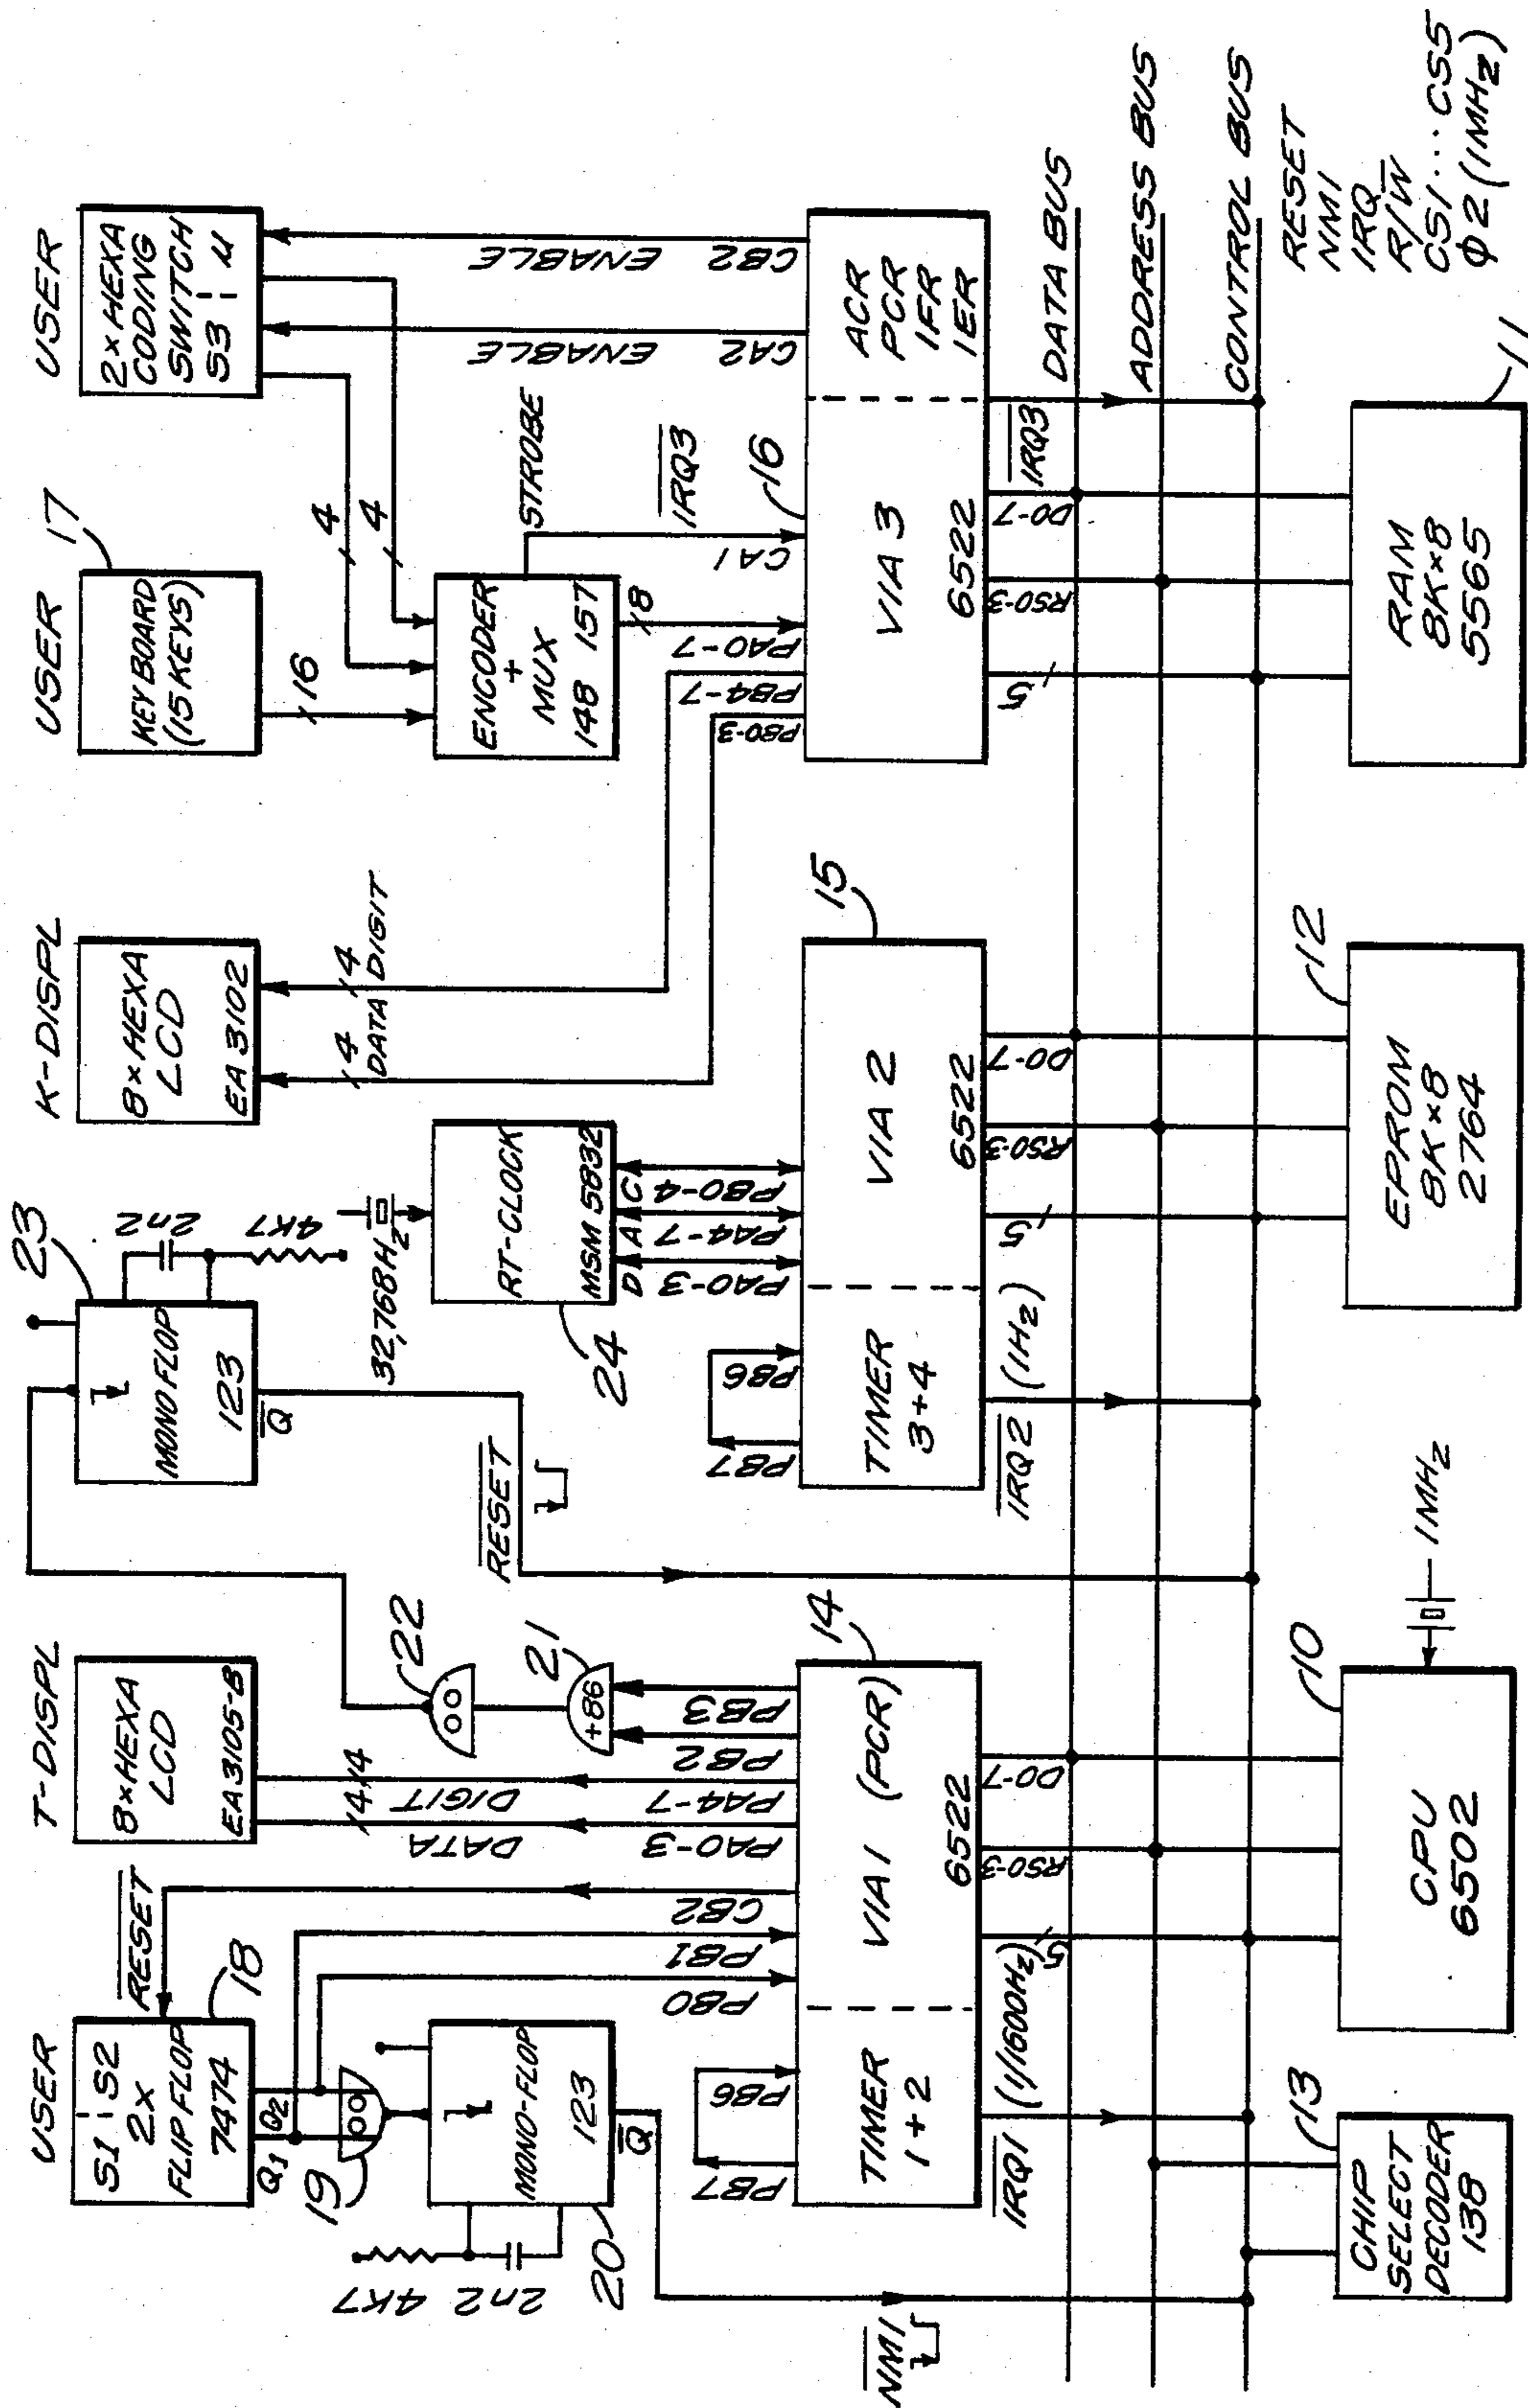 USER
S1 S2
2x
FLIP FLOP
7474
Q1 Q2
RESET
18
19
4K7
2n2
MONO-FLOP
123
Q
20
NMI
T-DISPL
8×HEXA
LCD
EA3105-B
4 4
DATA DIGIT
22
+86
21
PB7
PB6
PB0
PB1
CB2
PA0-3
PA4-7
PB2
PB3
TIMER
1+2
VIA 1 (PCR)
6522
14
IRQ1 (1/1600Hz)
5
RS0-3
D0-7
23
MONOFLOP
123
Q
2n2
4K7
RESET
32,768Hz
RT-CLOCK
MSM 5832
24
D A C
PB7
PB6
PA0-3
PA4-7
PB0-4
TIMER
3+4
VIA 2
6522
15
IRQ2 (1Hz)
5
RS0-3
D0-7
K-DISPL
8×HEXA
LCD
EA 3102
4 4
DATA DIGIT
USER
KEY BOARD
(15 KEYS)
17
16
4
4
ENCODER
+
MUX
148 157
STROBE
IRQ3
8
USER
2×HEXA
CODING
SWITCH
S3 4
ENABLE
ENABLE
PB0-3
PB4-7
PA0-7
CA1
CA2
CB2
16
VIA 3
6522
ACR
PCR
IFR
IER
5
RS0-3
D0-7
IRQ3
DATA BUS
ADDRESS BUS
CONTROL BUS
RESET
NMI
IRQ
R/W
CS1...CS5
ϕ2 (1MHz)
CHIP
SELECT
DECODER
138
13
CPU
6502
10
1MHz
EPROM
8K×8
2764
12
RAM
8K×8
5565
11